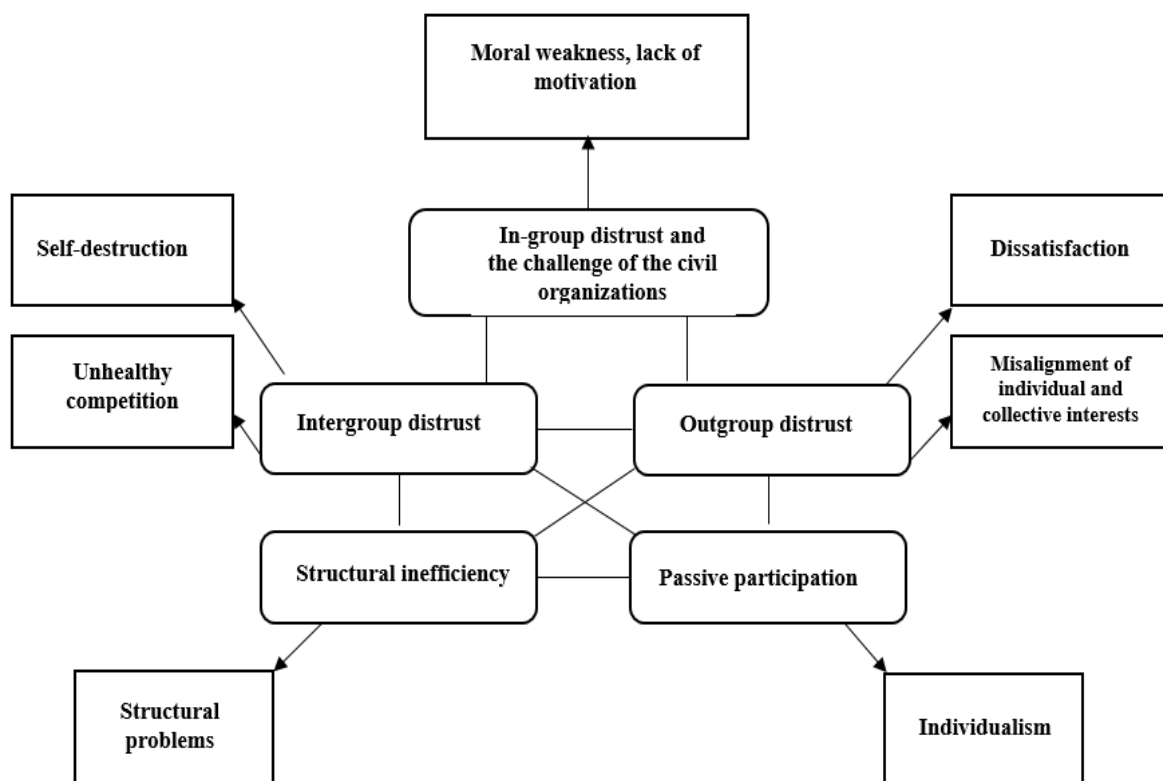 Moral weakness, lack of
motivation
In-group distrust and
the challenge of the civil
organizations
Self-destruction
Dissatisfaction
Unhealthy
competition
Misalignment of
individual and
collective interests
Intergroup distrust
Outgroup distrust
Structural inefficiency
Passive participation
Structural
problems
Individualism